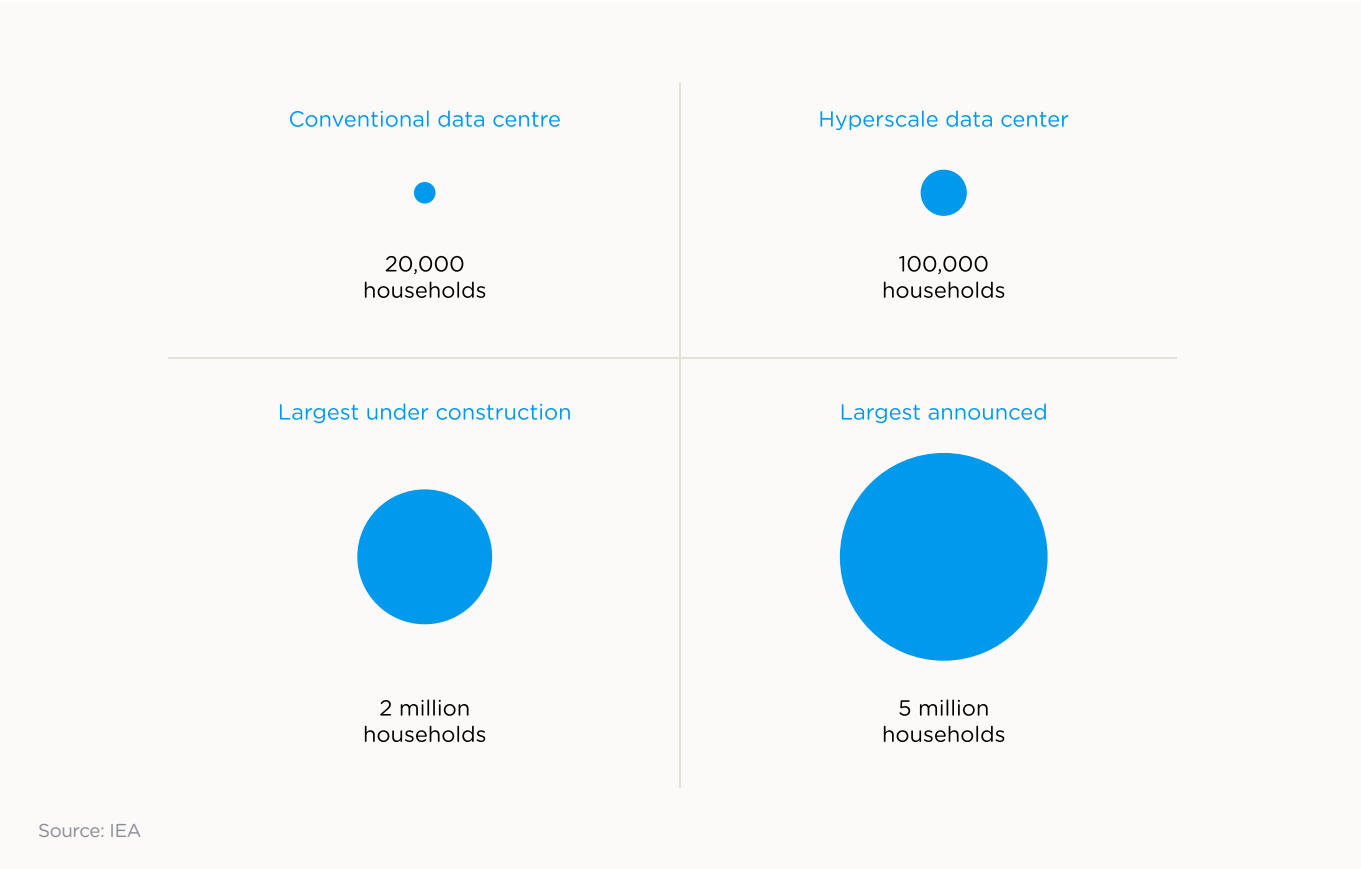 Conventional data centre
20,000
households
Hyperscale data center
100,000
households
Largest under construction
2 million
households
Largest announced
5 million
households
Source: IEA